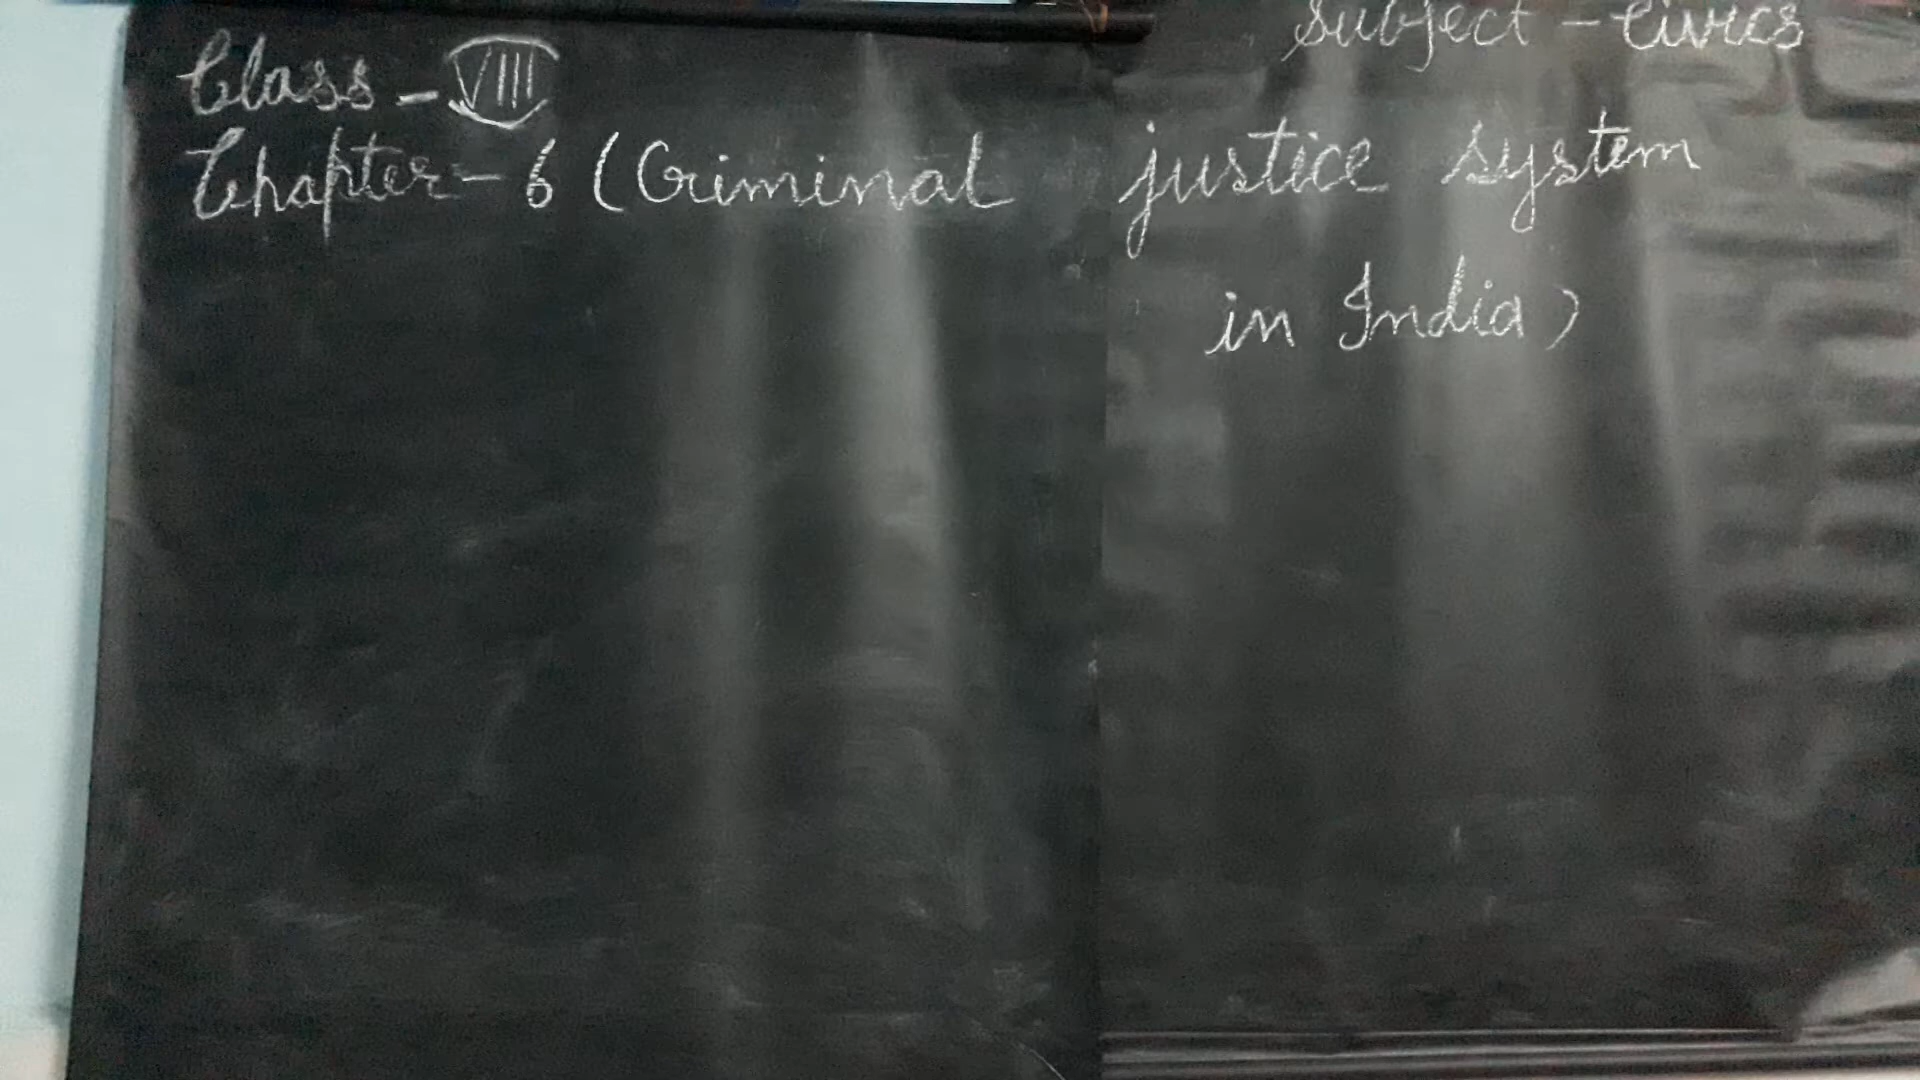 Subject - Civics
Class - VIII
Chapter - 6 (Criminal justice system
in India)